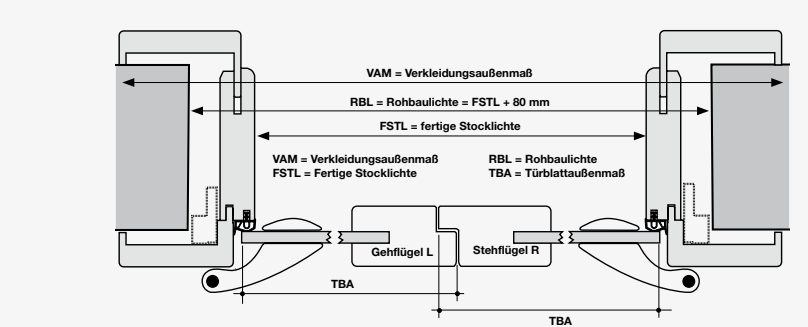 VAM = Verkleidungsaußenmaß
RBL = Rohbaulichte = FSTL + 80 mm
FSTL = fertige Stocklichte
VAM = Verkleidungsaußenmaß
FSTL = Fertige Stocklichte
RBL = Rohbaulichte
TBA = Türblattaußenmaß
Gehflügel L
Stehflügel R
TBA
TBA